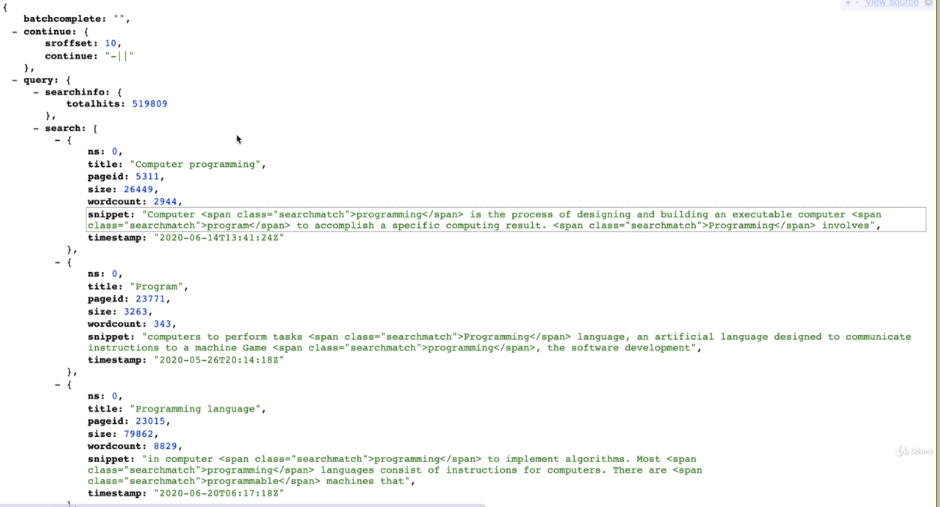 View source
{
batchcomplete: "",
- continue: {
sroffset: 10,
continue: "-||"
},
- query: {
- searchinfo: {
totalhits: 519809
},
- search: [
- {
ns: 0,
title: "Computer programming",
pageid: 5311,
size: 26449,
wordcount: 2944,
snippet: "Computer <span class="searchmatch">programming</span> is the process of designing and building an executable computer <span
class="searchmatch">program</span> to accomplish a specific computing result. <span class="searchmatch">Programming</span> involves",
timestamp: "2020-06-14T13:41:24Z"
},
- {
ns: 0,
title: "Program",
pageid: 23771,
size: 3263,
wordcount: 343,
snippet: "computers to perform tasks <span class="searchmatch">Programming</span> language, an artificial language designed to communicate
instructions to a machine Game <span class="searchmatch">programming</span>, the software development",
timestamp: "2020-05-26T20:14:18Z"
},
- {
ns: 0,
title: "Programming language",
pageid: 23015,
size: 79862,
wordcount: 8829,
snippet: "in computer <span class="searchmatch">programming</span> to implement algorithms. Most <span
class="searchmatch">programming</span> languages consist of instructions for computers. There are <span
class="searchmatch">programmable</span> machines that",
timestamp: "2020-06-20T06:17:18Z"
Udemy